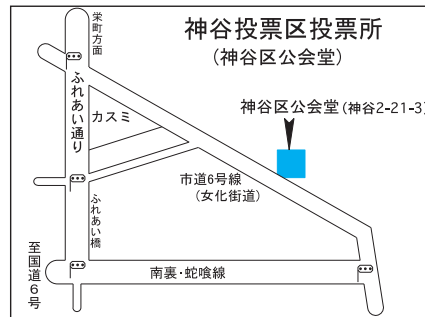 神谷投票区投票所
(神谷区公会堂)
栄町方面
ふれあい通り
カスミ
神谷区公会堂(神谷2-21-3)
市道6号線
(女化街道)
ふれあい橋
至国道6号
南裏・蛇喰線